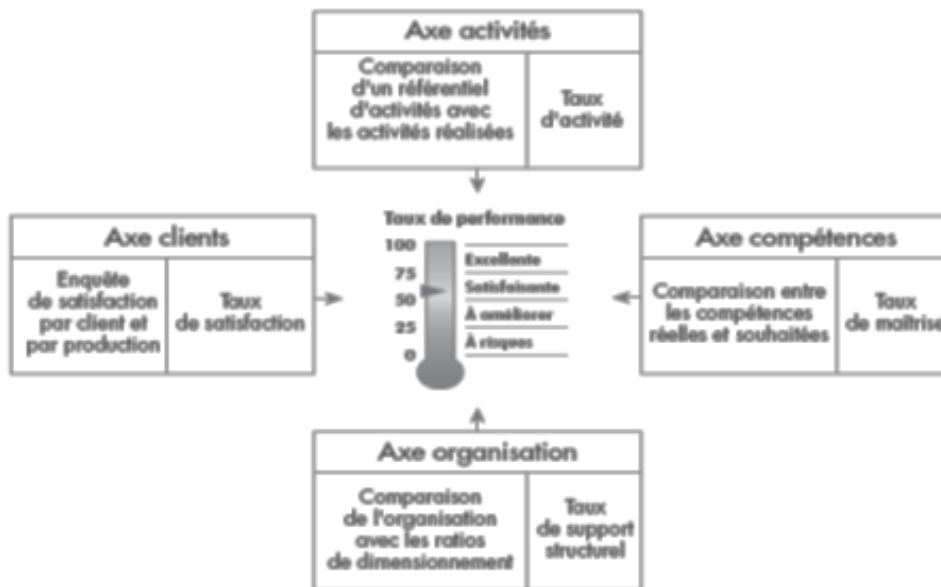 Axe activités
Comparaison
d'un référentiel
d'activités avec
les activités réalisées
Taux
d'activité
Axe clients
Enquête
de satisfaction
par client et
par production
Taux
de satisfaction
Taux de performance
100
75
50
25
0
Excellente
Satisfaisante
À améliorer
À risques
Axe compétences
Comparaison entre
les compétences
réelles et souhaitées
Taux
de maîtrise
Axe organisation
Comparaison
de l'organisation
avec les ratios
de dimensionnement
Taux
de support
structurel